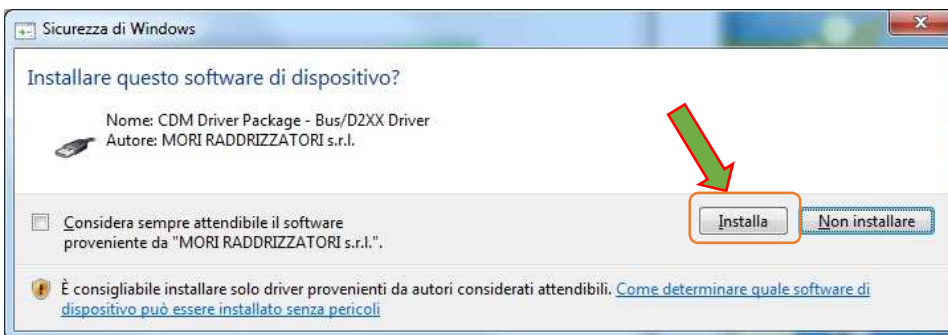 Sicurezza di Windows
Installare questo software di dispositivo?
Nome: CDM Driver Package - Bus/D2XX Driver
Autore: MORI RADDRIZZATORI s.r.l.
Considera sempre attendibile il software
proveniente da "MORI RADDRIZZATORI s.r.l.".
Installa
Non installare
È consigliabile installare solo driver provenienti da autori considerati attendibili. Come determinare quale software di
dispositivo può essere installato senza pericoli